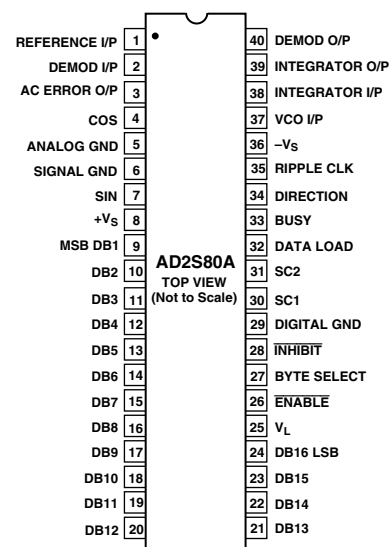 REFERENCE I/P 1
DEMOD I/P 2
AC ERROR O/P 3
COS 4
ANALOG GND 5
SIGNAL GND 6
SIN 7
+VS 8
MSB DB1 9
DB2 10
DB3 11
DB4 12
DB5 13
DB6 14
DB7 15
DB8 16
DB9 17
DB10 18
DB11 19
DB12 20
AD2S80A
TOP VIEW
(Not to Scale)
40 DEMOD O/P
39 INTEGRATOR O/P
38 INTEGRATOR I/P
37 VCO I/P
36 –VS
35 RIPPLE CLK
34 DIRECTION
33 BUSY
32 DATA LOAD
31 SC2
30 SC1
29 DIGITAL GND
28 INHIBIT
27 BYTE SELECT
26 ENABLE
25 VL
24 DB16 LSB
23 DB15
22 DB14
21 DB13